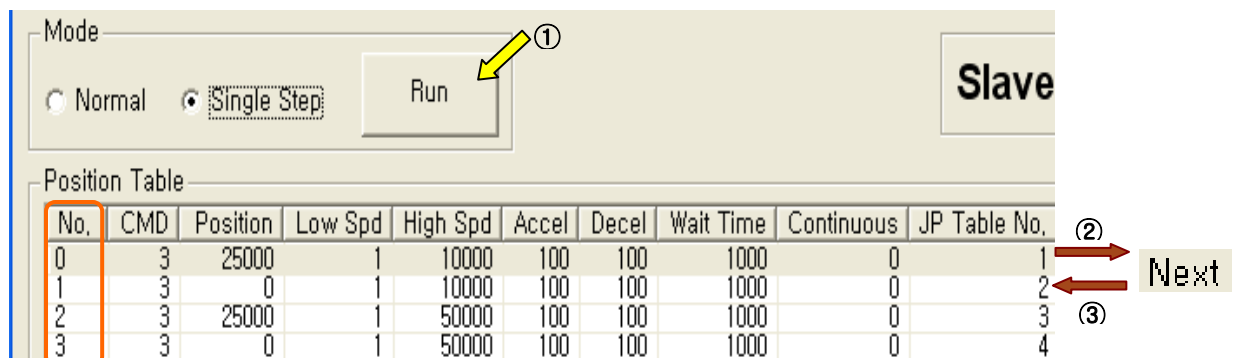 Mode
①
Normal Single Step Run
Slave
Position Table
No, CMD Position Low Spd High Spd Accel Decel Wait Time Continuous JP Table No,
②
0 3 25000 1 10000 100 100 1000 0 1
Next
1 3 0 1 10000 100 100 1000 0 2
③
2 3 25000 1 50000 100 100 1000 0 3
3 3 0 1 50000 100 100 1000 0 4